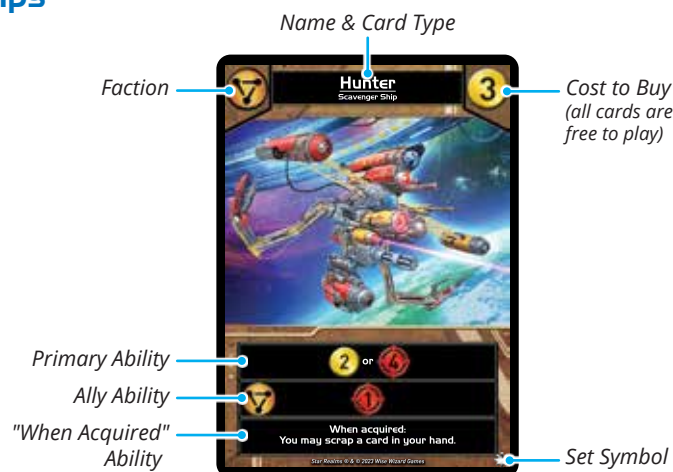 Name & Card Type
Faction
Hunter
Scavenger Ship
3
Cost to Buy
(all cards are
free to play)
Primary Ability
2 or 4
Ally Ability
1
"When Acquired"
Ability
When acquired:
You may scrap a card in your hand.
Star Realms ® & © 2023 Wise Wizard Games
Set Symbol